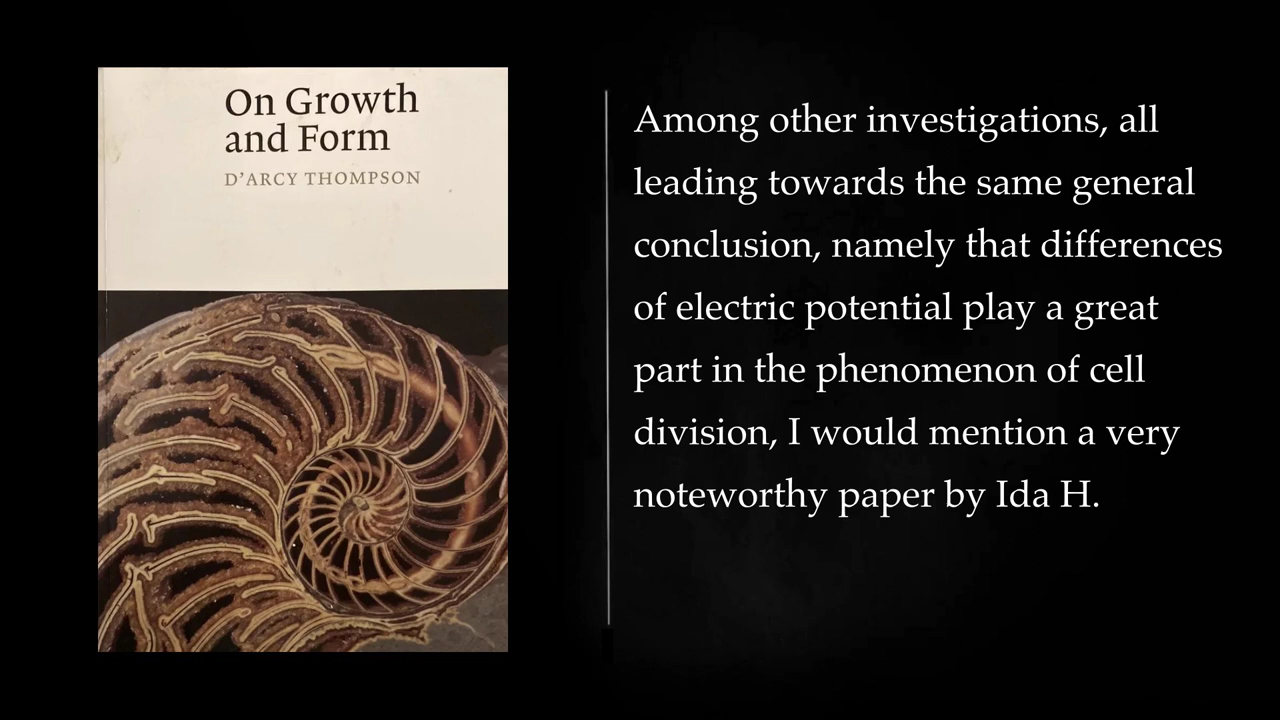 On Growth
and Form
D'ARCY THOMPSON
Among other investigations, all
leading towards the same general
conclusion, namely that differences
of electric potential play a great
part in the phenomenon of cell
division, I would mention a very
noteworthy paper by Ida H.